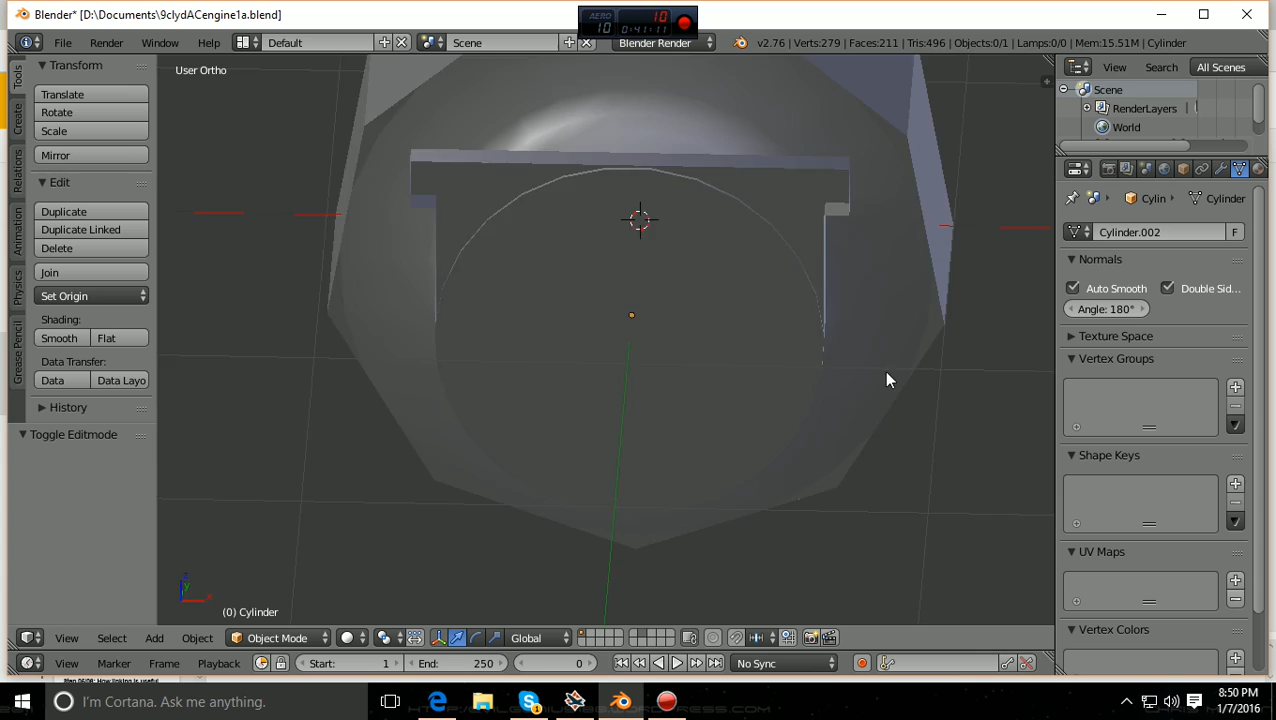 Blender* [D:\Documents\9clydACengine1a.blend]
AERO 10
10 0:41:11
File Render Window Help Default Scene Blender Render v2.76 | Verts:279 | Faces:211 | Tris:496 | Objects:0/1 | Lamps:0/0 | Mem:15.51M | Cylinder
Tools
Create
Relations
Animation
Physics
Grease Pencil
Transform
Translate
Rotate
Scale
Mirror
Edit
Duplicate
Duplicate Linked
Delete
Join
Set Origin
Shading:
Smooth Flat
Data Transfer:
Data Data Layo
History
Toggle Editmode
User Ortho
z
y
x
(0) Cylinder
View Search All Scenes
Scene
RenderLayers
World
Cylin Cylinder
Cylinder.002 F
Normals
Auto Smooth Double Sid...
Angle: 180°
Texture Space
Vertex Groups
Shape Keys
UV Maps
Vertex Colors
View Select Add Object Object Mode Global
View Marker Frame Playback Start: 1 End: 250 0 No Sync
I'm Cortana. Ask me anything.
8:50 PM
1/7/2016